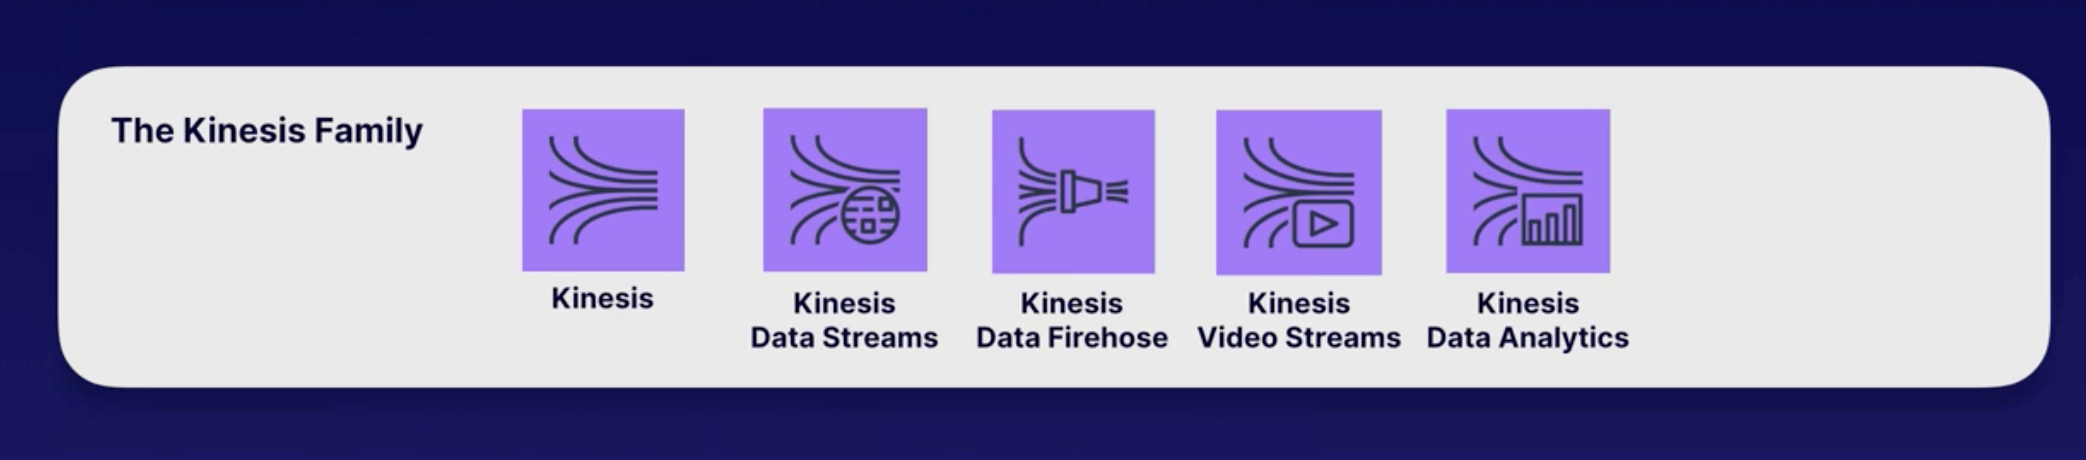 The Kinesis Family
Kinesis
Kinesis
Data Streams
Kinesis
Data Firehose
Kinesis
Video Streams
Kinesis
Data Analytics